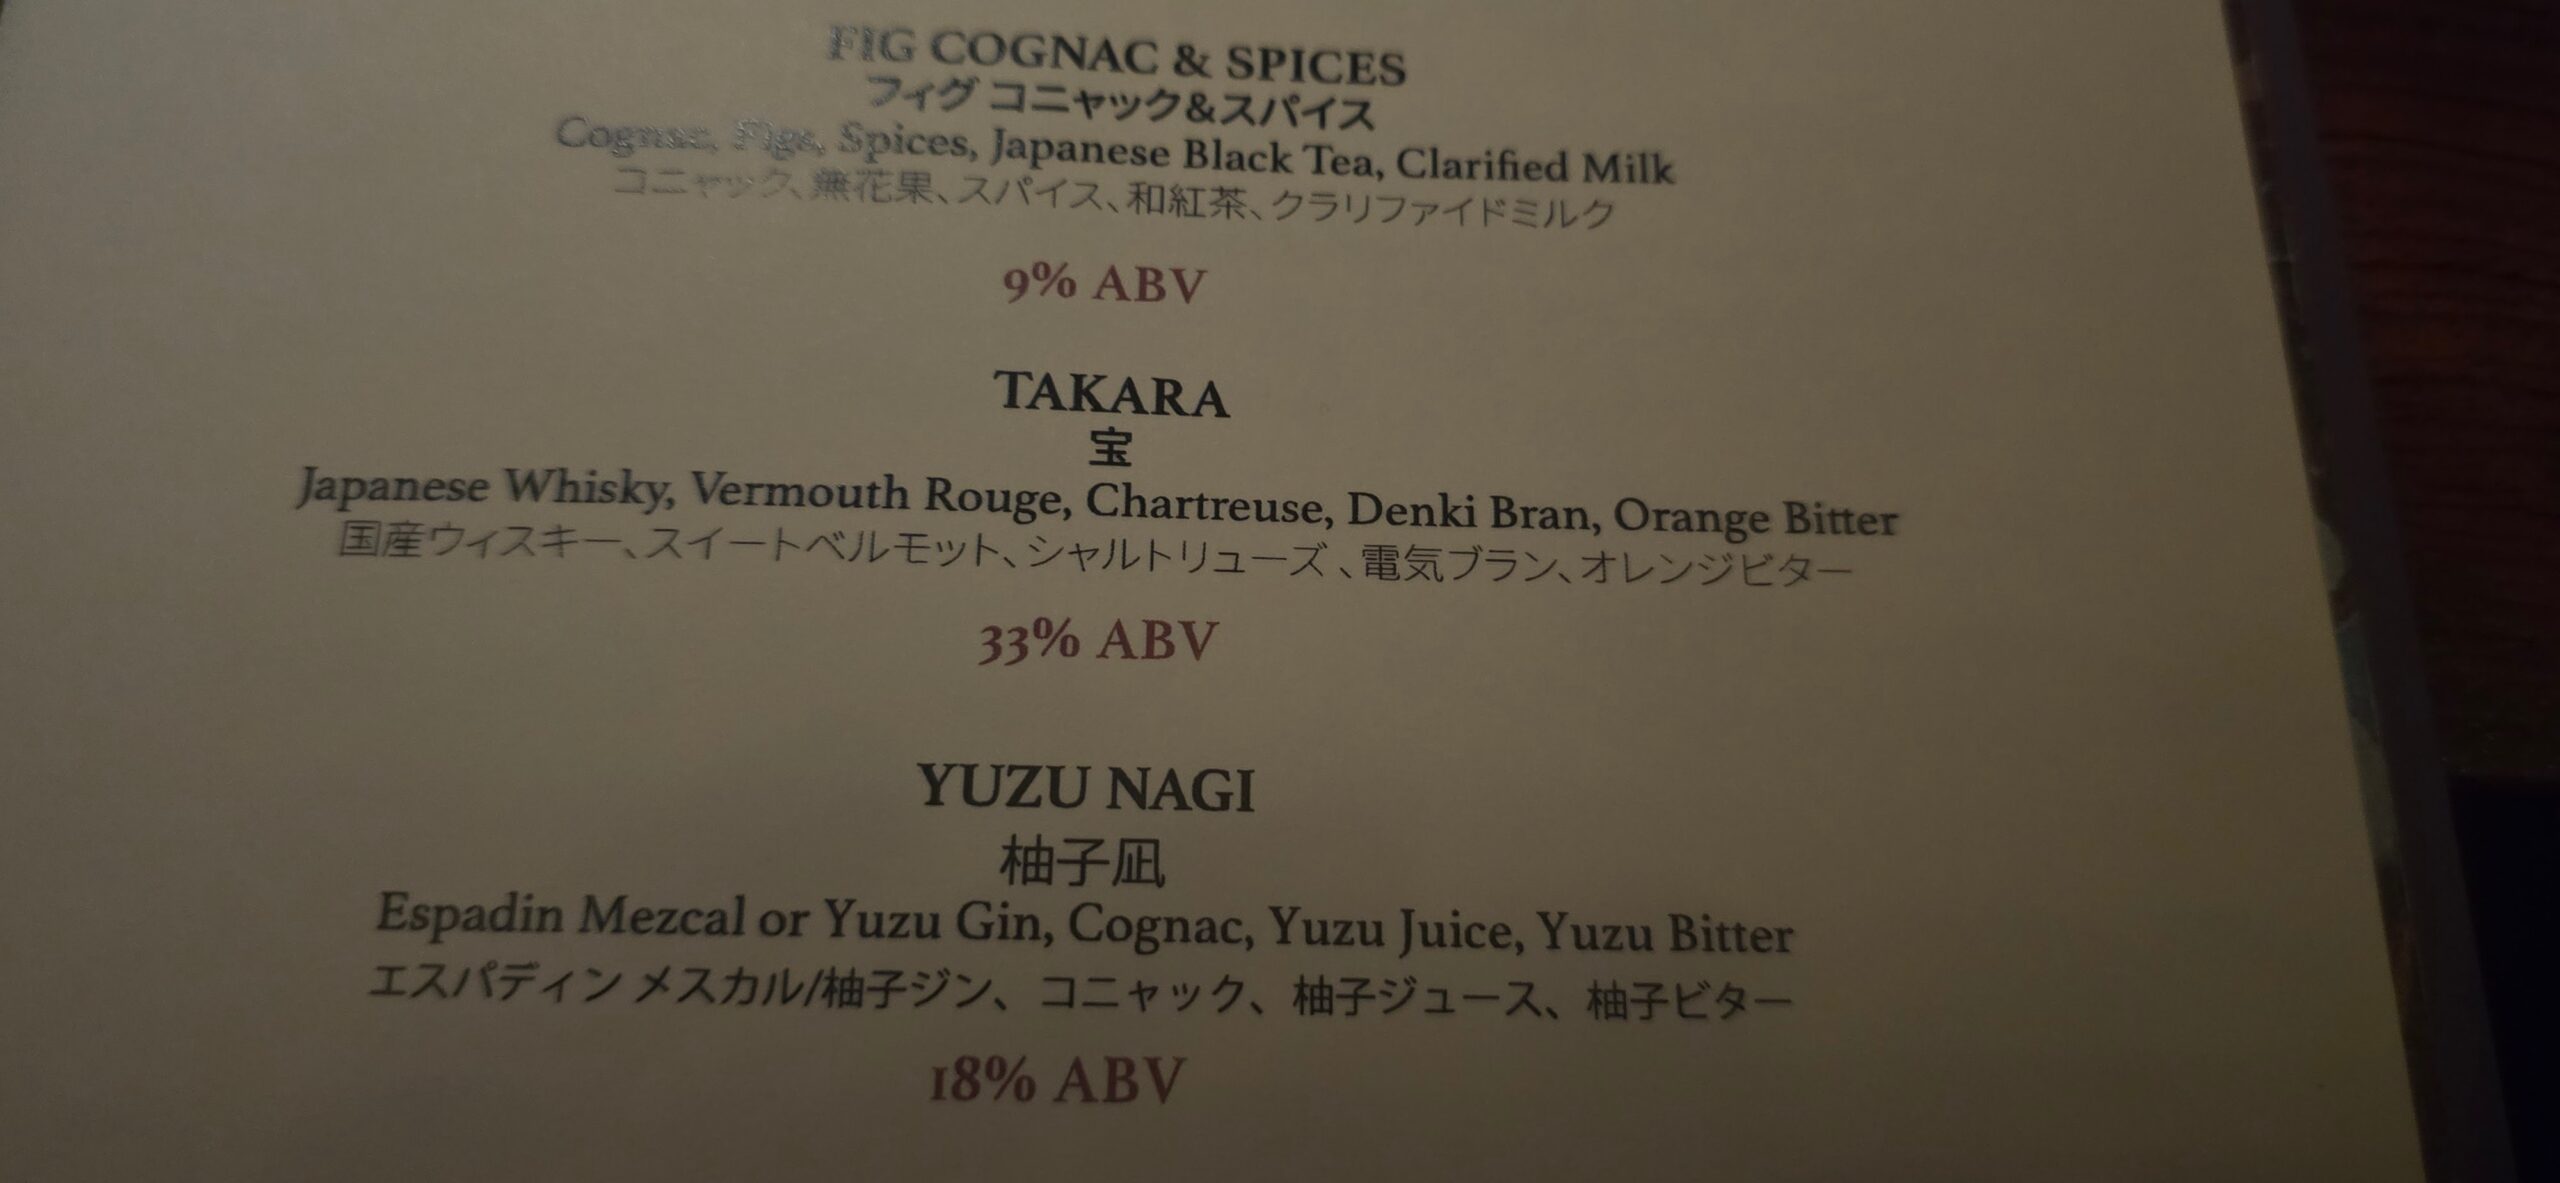 FIG COGNAC & SPICES
フィグ コニャック&スパイス
Cognac, Figs, Spices, Japanese Black Tea, Clarified Milk
コニャック、無花果、スパイス、和紅茶、クラリファイドミルク
9% ABV
TAKARA
宝
Japanese Whisky, Vermouth Rouge, Chartreuse, Denki Bran, Orange Bitter
国産ウィスキー、スイートベルモット、シャルトリューズ、電気ブラン、オレンジビター
33% ABV
YUZU NAGI
柚子凪
Espadin Mezcal or Yuzu Gin, Cognac, Yuzu Juice, Yuzu Bitter
エスパディン メスカル/柚子ジン、コニャック、柚子ジュース、柚子ビター
18% ABV